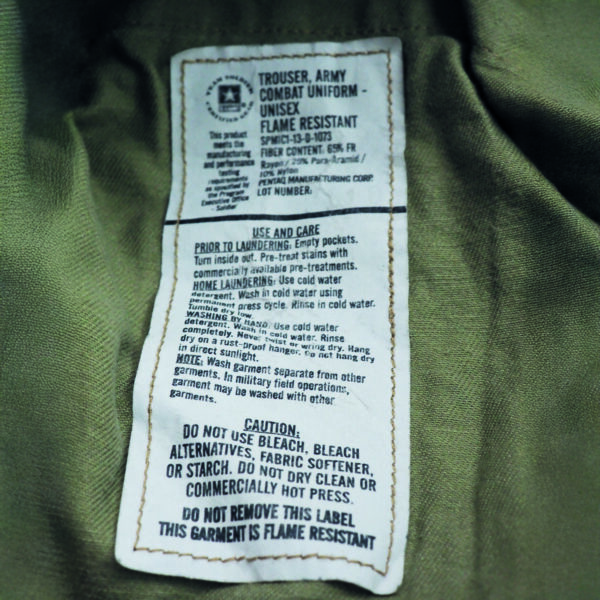 TEAM SOLDIER
CERTIFIED GEAR
This product
meets the
manufacturing
and performance
testing
requirements
as specified by
the Program
Executive Office
- Soldier
TROUSER, ARMY
COMBAT UNIFORM -
UNISEX
FLAME RESISTANT
SPM1C1-13-D-1073
FIBER CONTENT: 65% FR
Rayon/ 25% Para-Aramid/
10% Nylon
PENTAQ MANUFACTURING CORP.
LOT NUMBER:
USE AND CARE
PRIOR TO LAUNDERING: Empty pockets.
Turn inside out. Pre-treat stains with
commercially available pre-treatments.
HOME LAUNDERING: Use cold water
detergent. Wash in cold water using
permanent press cycle. Rinse in cold water.
Tumble dry low.
WASHING BY HAND: Use cold water
detergent. Wash in cold water. Rinse
completely. Never twist or wring dry. Hang
dry on a rust-proof hanger. Do not hang dry
in direct sunlight.
NOTE: Wash garment separate from other
garments. In military field operations,
garment may be washed with other
garments.
CAUTION:
DO NOT USE BLEACH, BLEACH
ALTERNATIVES, FABRIC SOFTENER,
OR STARCH. DO NOT DRY CLEAN OR
COMMERCIALLY HOT PRESS.
DO NOT REMOVE THIS LABEL
THIS GARMENT IS FLAME RESISTANT